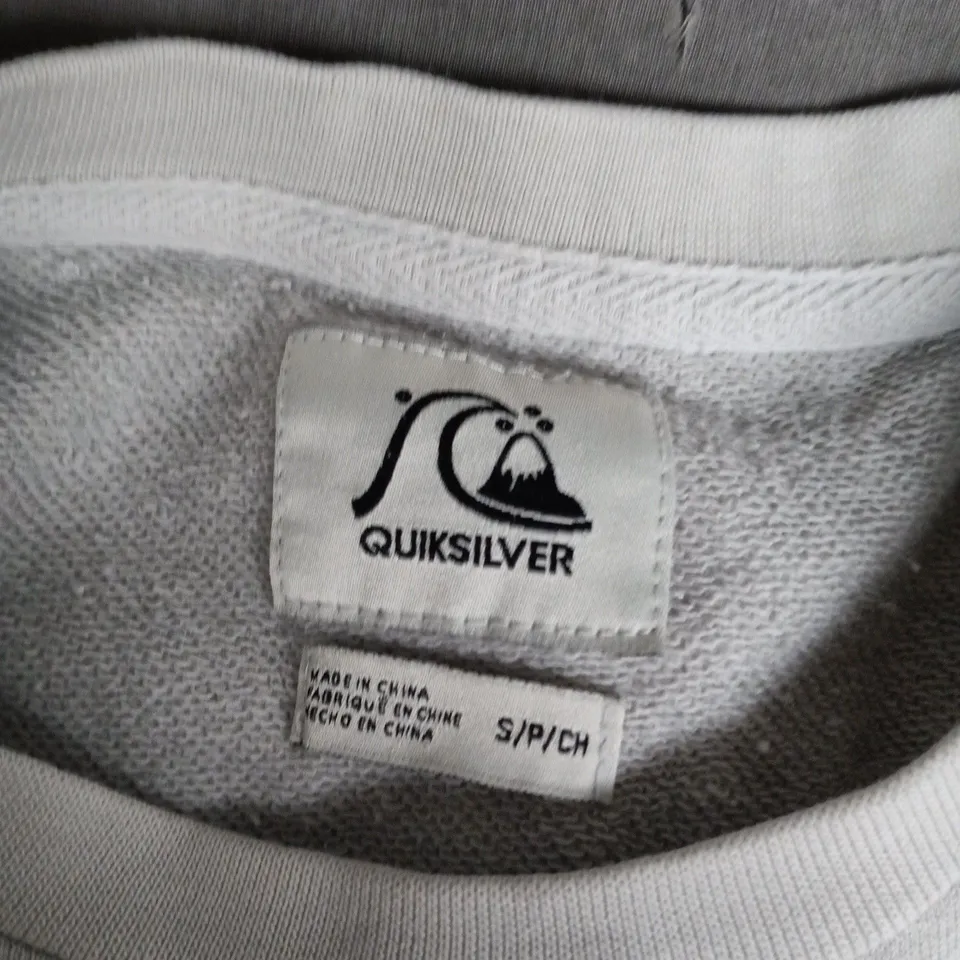 QUIKSILVER
MADE IN CHINA
FABRIQUÉ EN CHINE
HECHO EN CHINA
S/P/CH